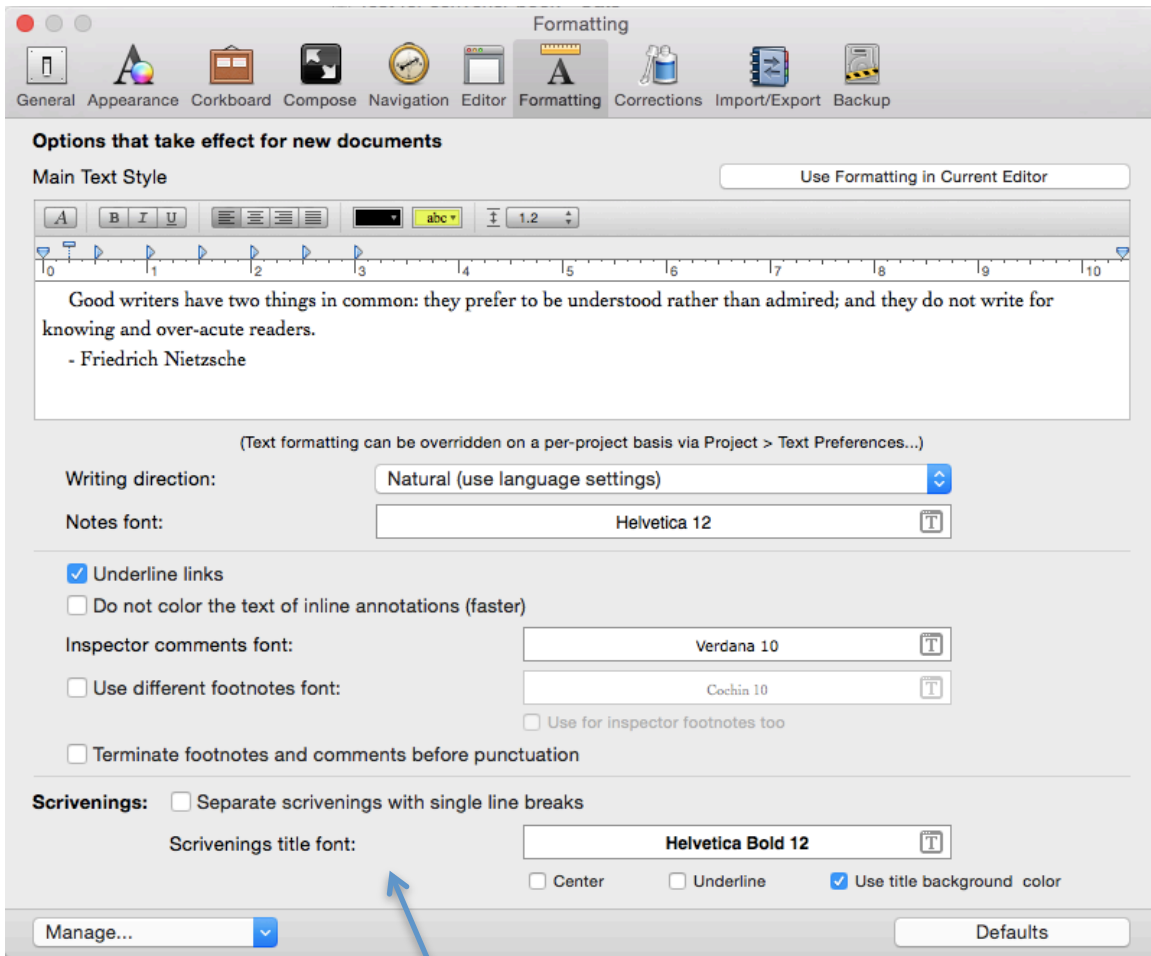 Formatting
General Appearance Corkboard Compose Navigation Editor Formatting Corrections Import/Export Backup
Options that take effect for new documents
Main Text Style
Use Formatting in Current Editor
A B I U abc 1.2
0 1 2 3 4 5 6 7 8 9 10
Good writers have two things in common: they prefer to be understood rather than admired; and they do not write for
knowing and over-acute readers.
- Friedrich Nietzsche
(Text formatting can be overridden on a per-project basis via Project > Text Preferences...)
Writing direction: Natural (use language settings)
Notes font: Helvetica 12
Underline links
Do not color the text of inline annotations (faster)
Inspector comments font: Verdana 10
Use different footnotes font: Cochin 10
Use for inspector footnotes too
Terminate footnotes and comments before punctuation
Scrivenings: Separate scrivenings with single line breaks
Scrivenings title font: Helvetica Bold 12
Center Underline Use title background color
Manage... Defaults